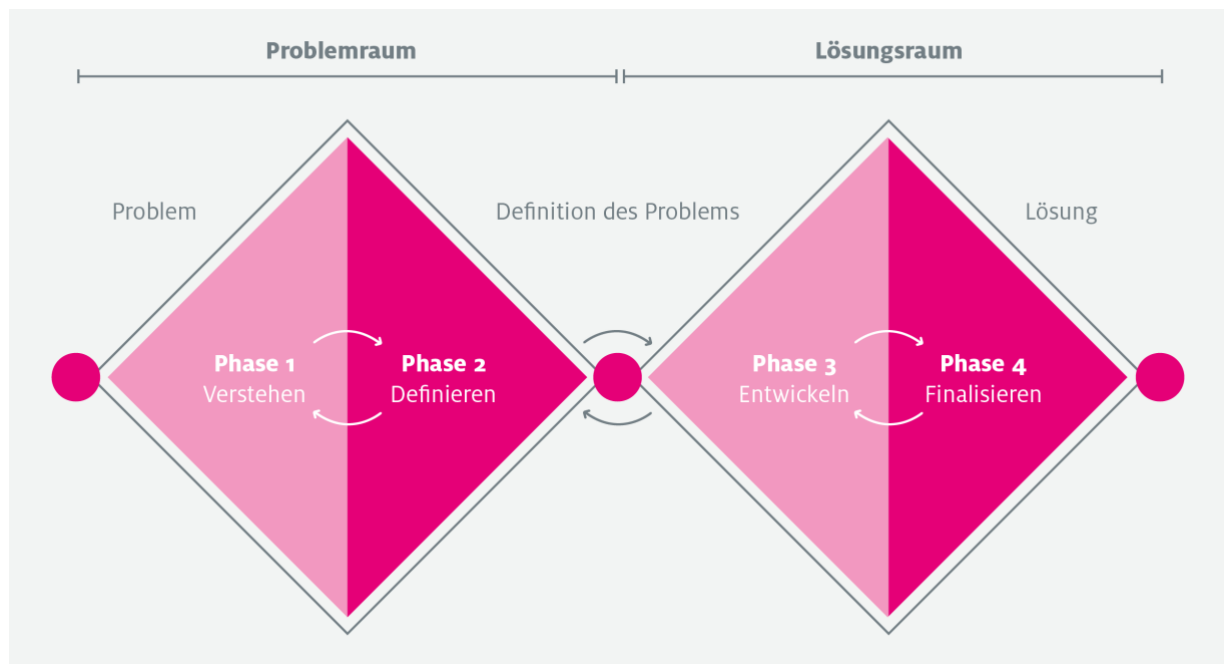 Problemraum
Lösungsraum
Problem
Definition des Problems
Lösung
Phase 1
Verstehen
Phase 2
Definieren
Phase 3
Entwickeln
Phase 4
Finalisieren